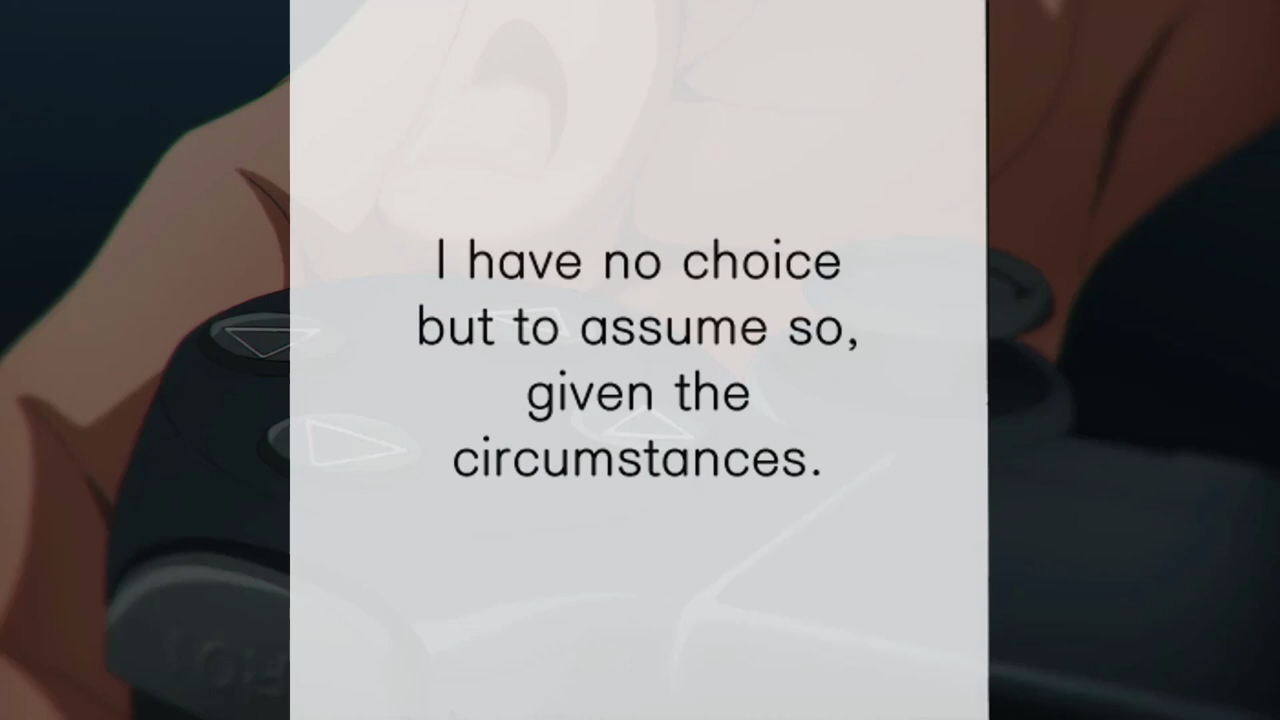 I have no choice
but to assume so,
given the
circumstances.